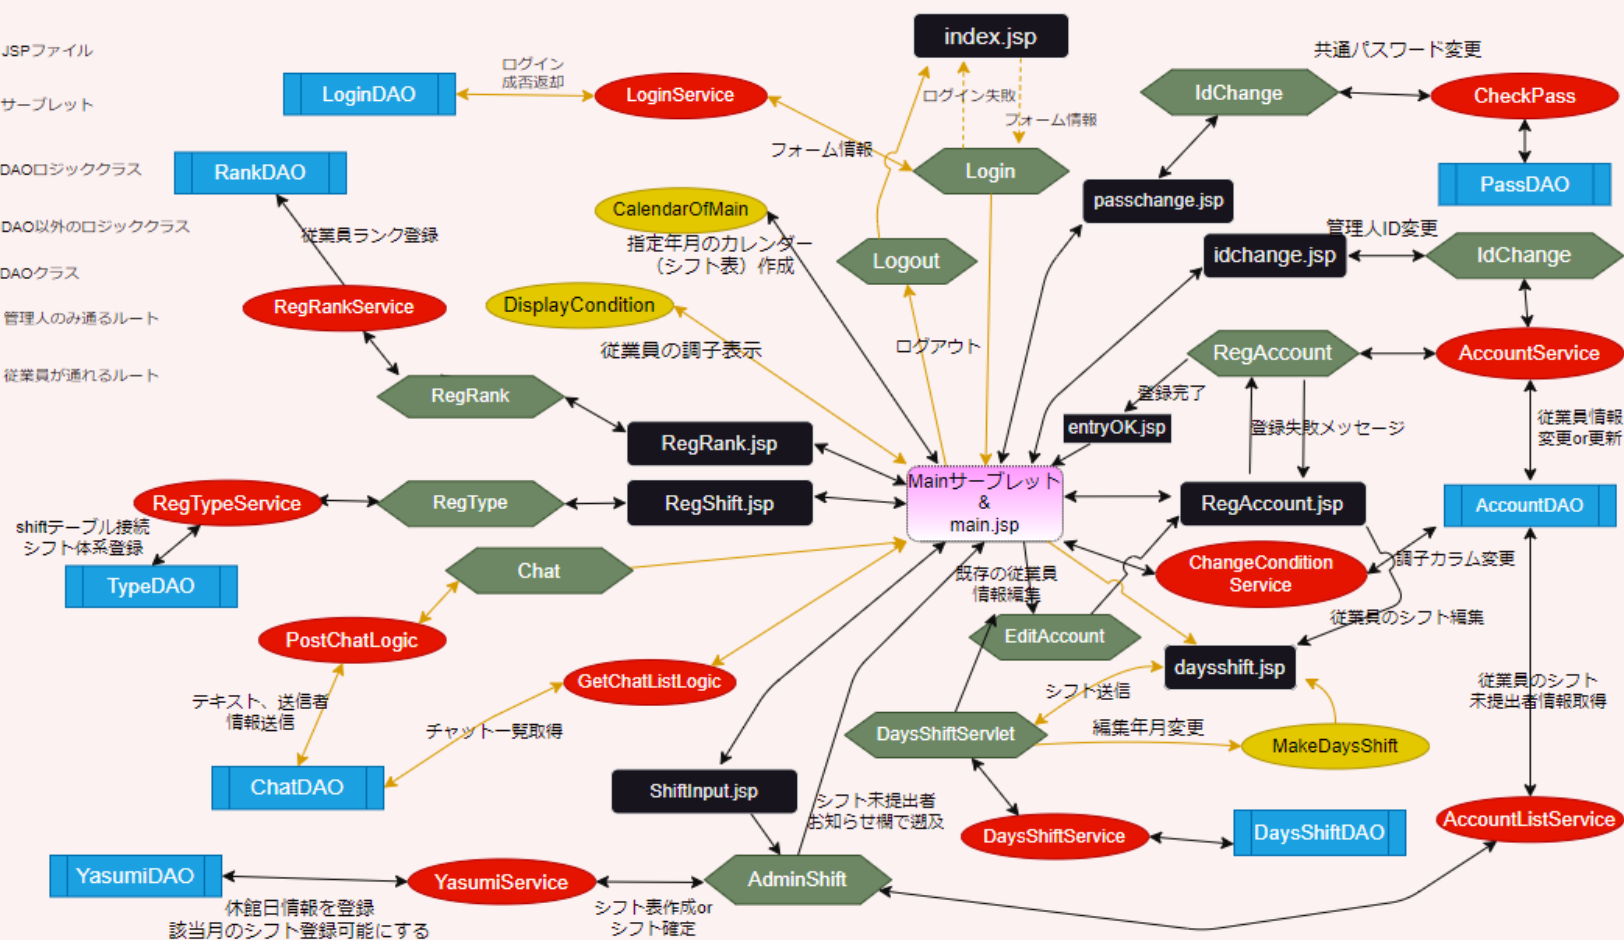 JSPファイル
サーブレット
DAOロジッククラス
DAO以外のロジッククラス
DAOクラス
管理人のみ通るルート
従業員が通れるルート
index.jsp
ログイン
成否返却
LoginDAO
LoginService
ログイン失敗
フォーム情報
フォーム情報
Login
共通パスワード変更
IdChange
CheckPass
PassDAO
passchange.jsp
RankDAO
従業員ランク登録
CalendarOfMain
指定年月のカレンダー
（シフト表）作成
Logout
管理人ID変更
idchange.jsp
IdChange
RegRankService
DisplayCondition
従業員の調子表示
ログアウト
RegAccount
AccountService
登録完了
entryOK.jsp
登録失敗メッセージ
従業員情報
変更or更新
RegRank
RegRank.jsp
RegTypeService
RegType
RegShift.jsp
Mainサーブレット
&
main.jsp
RegAccount.jsp
AccountDAO
shiftテーブル接続
シフト体系登録
TypeDAO
Chat
既存の従業員
情報編集
ChangeCondition
Service
調子カラム変更
従業員のシフト編集
PostChatLogic
EditAccount
daysshift.jsp
GetChatListLogic
テキスト、送信者
情報送信
チャット一覧取得
シフト送信
従業員のシフト
未提出者情報取得
DaysShiftServlet
編集年月変更
MakeDaysShift
ChatDAO
ShiftInput.jsp
シフト未提出者
お知らせ欄で遡及
DaysShiftService
DaysShiftDAO
AccountListService
YasumiDAO
YasumiService
AdminShift
休館日情報を登録
該当月のシフト登録可能にする
シフト表作成or
シフト確定